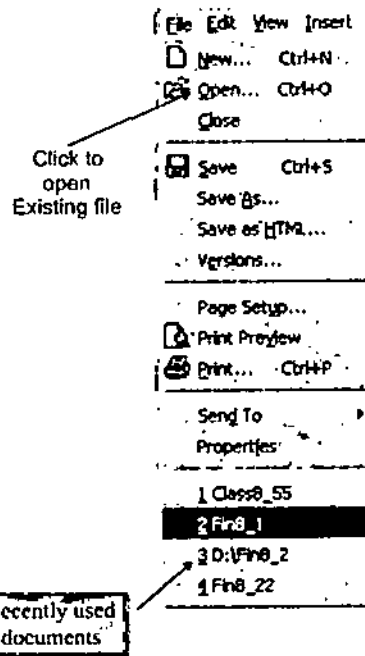 File Edit View Insert
New... Ctrl+N
Open... Ctrl+O
Close
Click to
open
Existing file
Save Ctrl+S
Save As...
Save as HTML...
Versions...
Page Setup...
Print Preview
Print... Ctrl+P
Send To
Properties
1 Class8_55
2 Fin8_1
3 D:\Fin8_2
4 Fin8_22
ecently used
documents